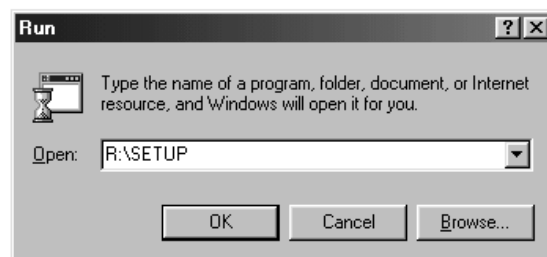 Run
Type the name of a program, folder, document, or Internet
resource, and Windows will open it for you.
Open: R:\SETUP
OK Cancel Browse...